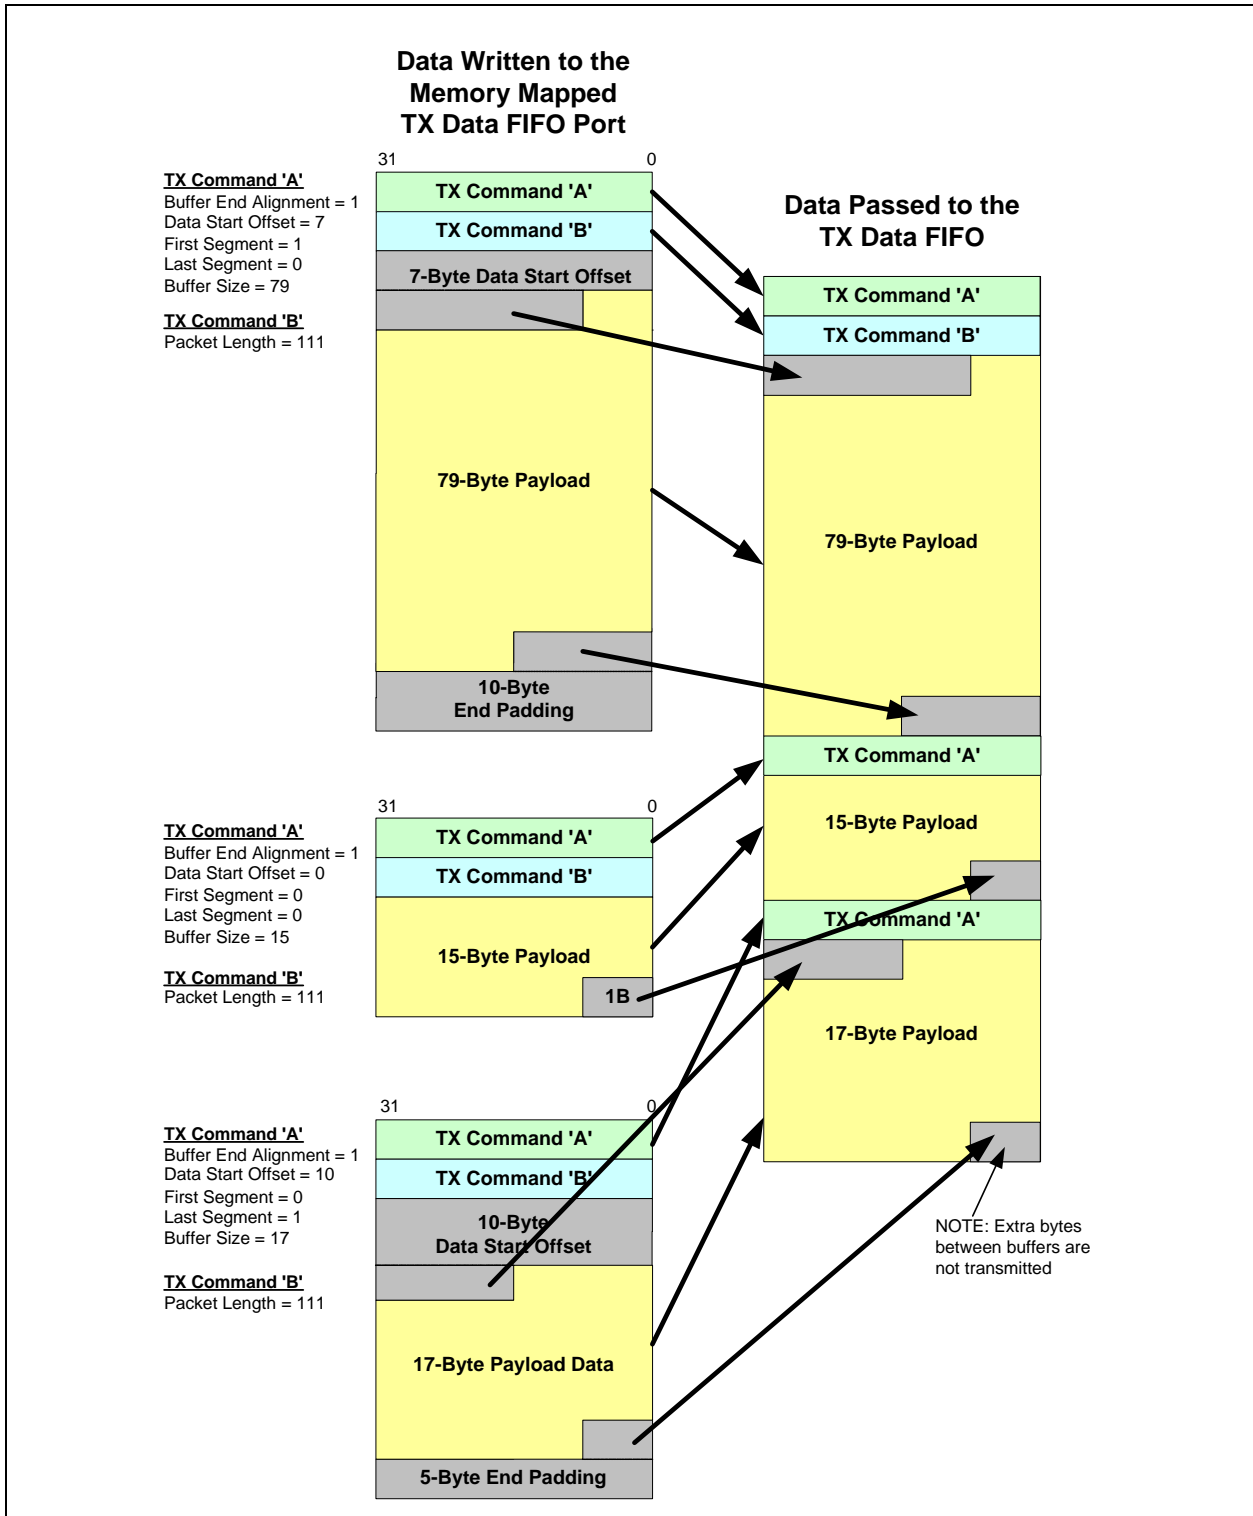 Data Written to the
Memory Mapped
TX Data FIFO Port
31
0
TX Command 'A'
Buffer End Alignment = 1
Data Start Offset = 7
First Segment = 1
Last Segment = 0
Buffer Size = 79
TX Command 'B'
Packet Length = 111
TX Command 'A'
TX Command 'B'
7-Byte Data Start Offset
79-Byte Payload
10-Byte
End Padding
Data Passed to the
TX Data FIFO
TX Command 'A'
TX Command 'B'
79-Byte Payload
TX Command 'A'
15-Byte Payload
TX Command 'A'
17-Byte Payload
NOTE: Extra bytes
between buffers are
not transmitted
31
0
TX Command 'A'
Buffer End Alignment = 1
Data Start Offset = 0
First Segment = 0
Last Segment = 0
Buffer Size = 15
TX Command 'B'
Packet Length = 111
TX Command 'A'
TX Command 'B'
15-Byte Payload
1B
31
0
TX Command 'A'
Buffer End Alignment = 1
Data Start Offset = 10
First Segment = 0
Last Segment = 1
Buffer Size = 17
TX Command 'B'
Packet Length = 111
TX Command 'A'
TX Command 'B'
10-Byte
Data Start Offset
17-Byte Payload Data
5-Byte End Padding